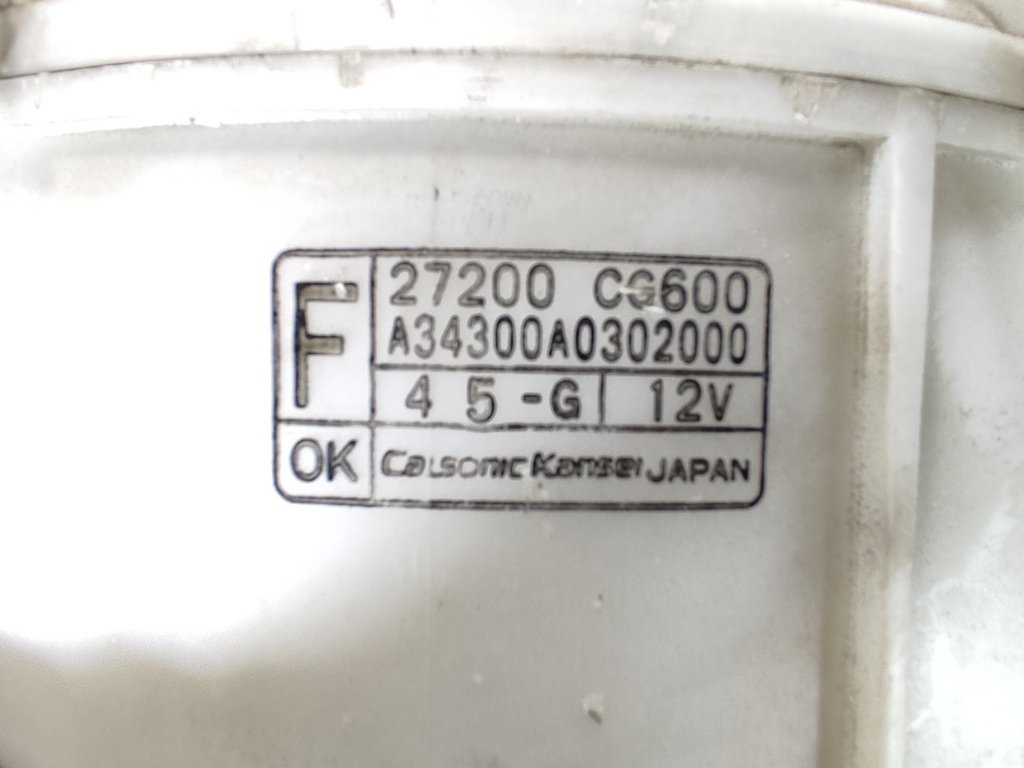 F
27200 CG600
A34300A0302000
4 5 -G 12V
OK
CalsonicKansei JAPAN